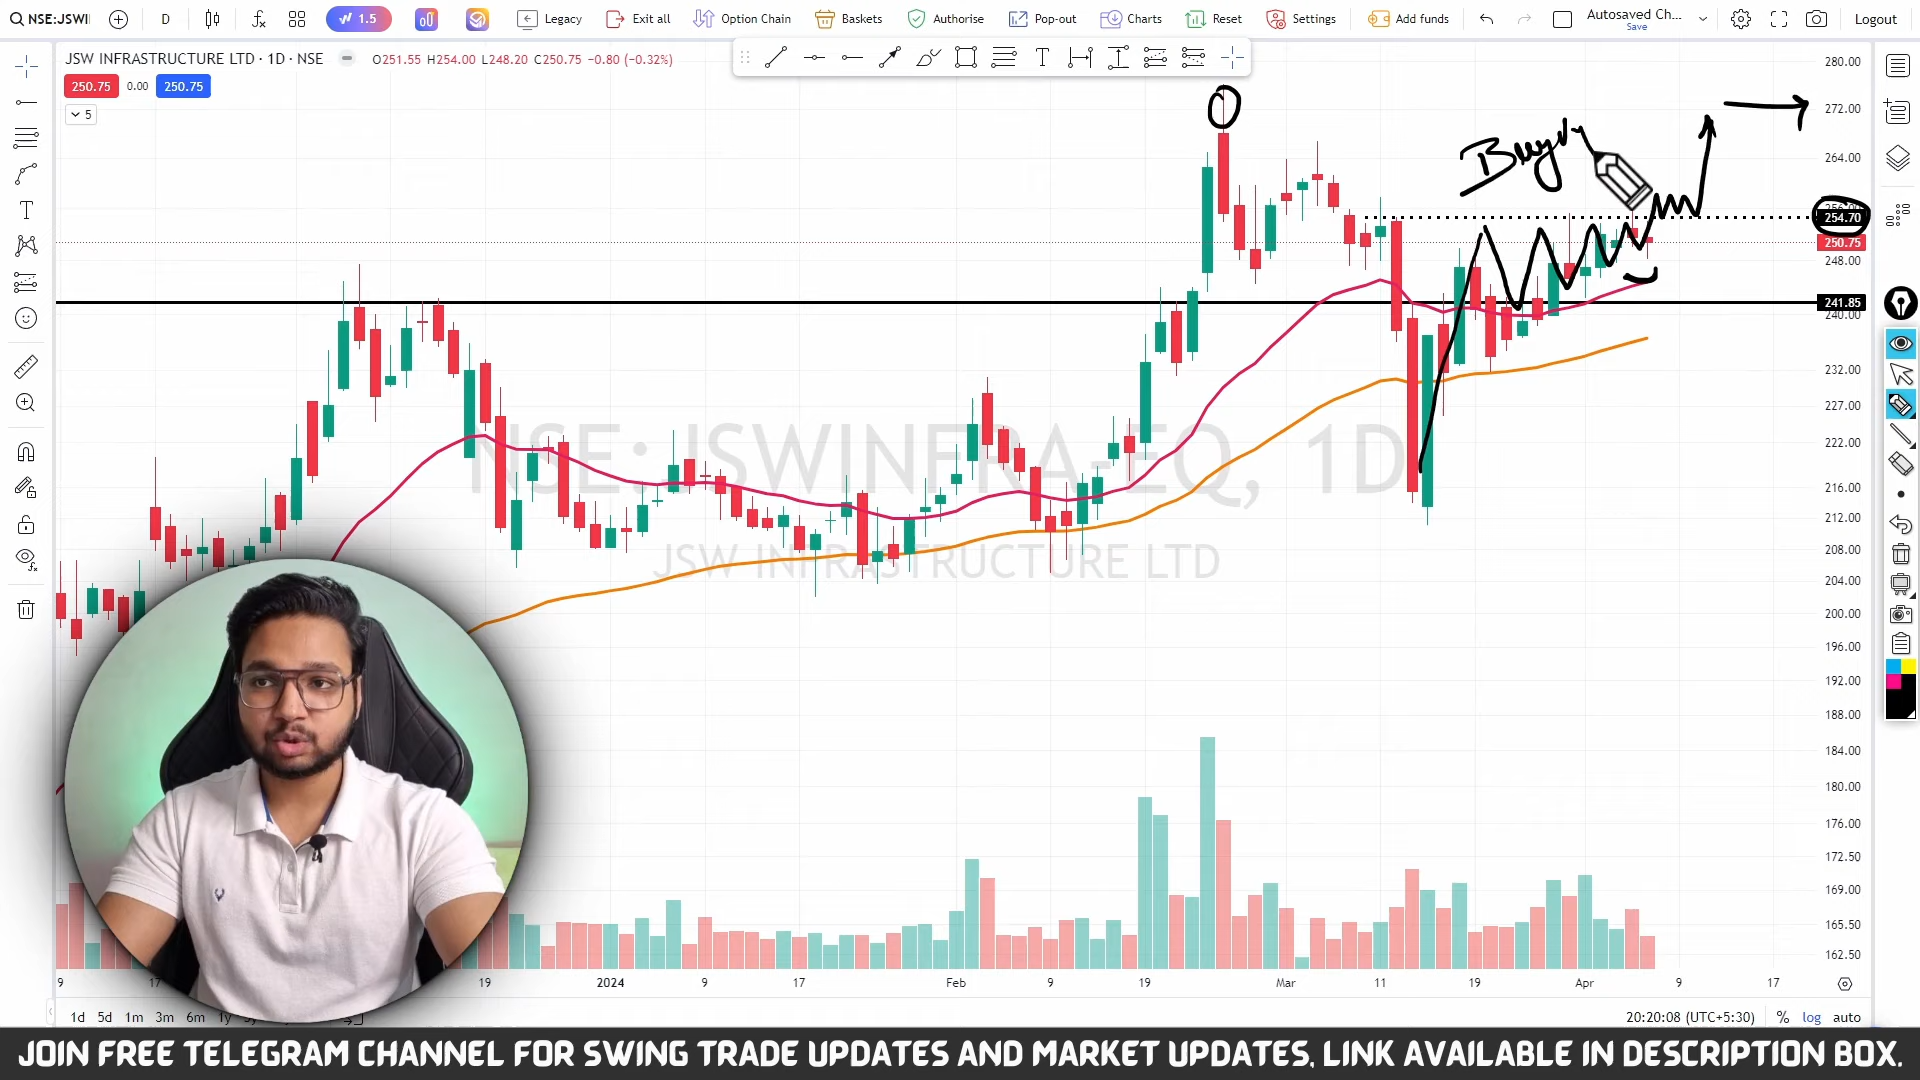 NSE:JSWI
D
1.5
Legacy
Exit all
Option Chain
Baskets
Authorise
Pop-out
Charts
Reset
Settings
Add funds
Autosaved Ch...
Save
Logout
JSW INFRASTRUCTURE LTD · 1D · NSE
O251.55 H254.00 L248.20 C250.75 −0.80 (−0.32%)
250.75 0.00 250.75
5
Buy
NSE:JSWINFRA-EQ, 1D
JSW INFRASTRUCTURE LTD
280.00
272.00
264.00
254.70
250.75
248.00
241.85
240.00
232.00
227.00
222.00
216.00
212.00
208.00
204.00
200.00
196.00
192.00
188.00
184.00
180.00
176.00
172.50
169.00
165.50
162.50
9 17 19 2024 9 17 Feb 9 19 Mar 11 19 Apr 9 17
1d 5d 1m 3m 6m 1y
20:20:08 (UTC+5:30) % log auto
JOIN FREE TELEGRAM CHANNEL FOR SWING TRADE UPDATES AND MARKET UPDATES, LINK AVAILABLE IN DESCRIPTION BOX.